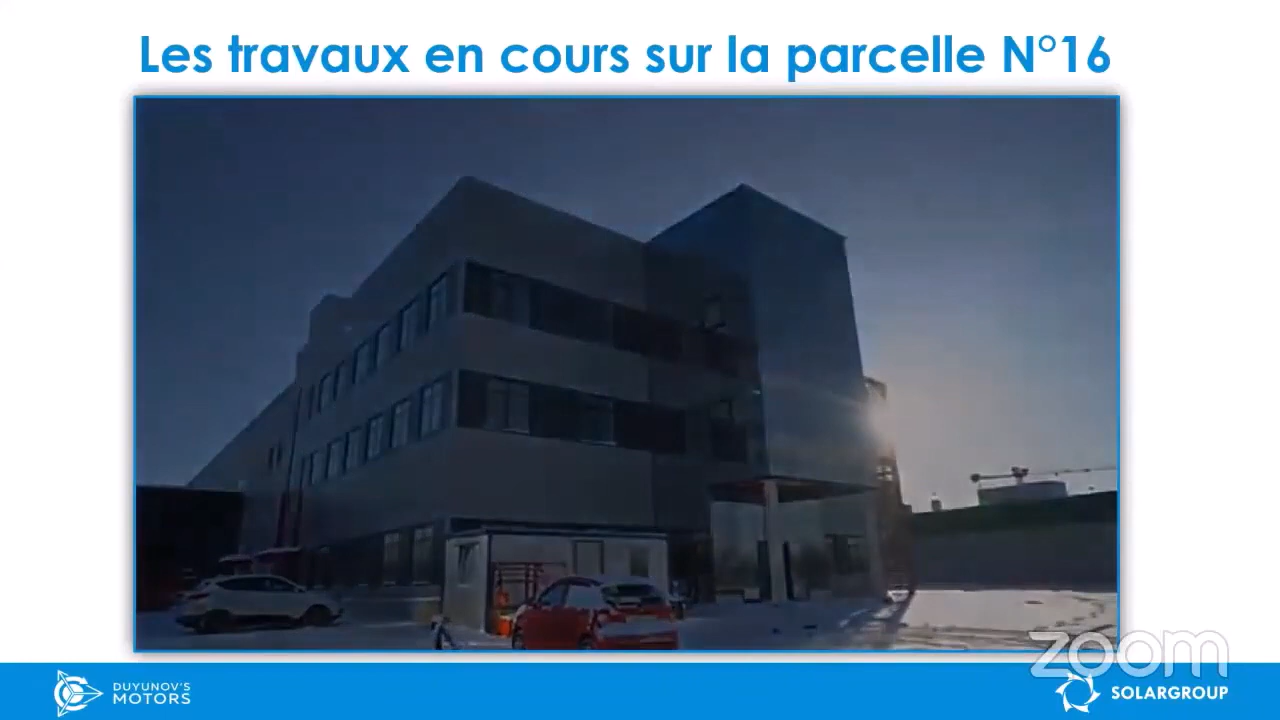 Les travaux en cours sur la parcelle N°16
zoom
DUYUNOV'S
MOTORS
SOLARGROUP